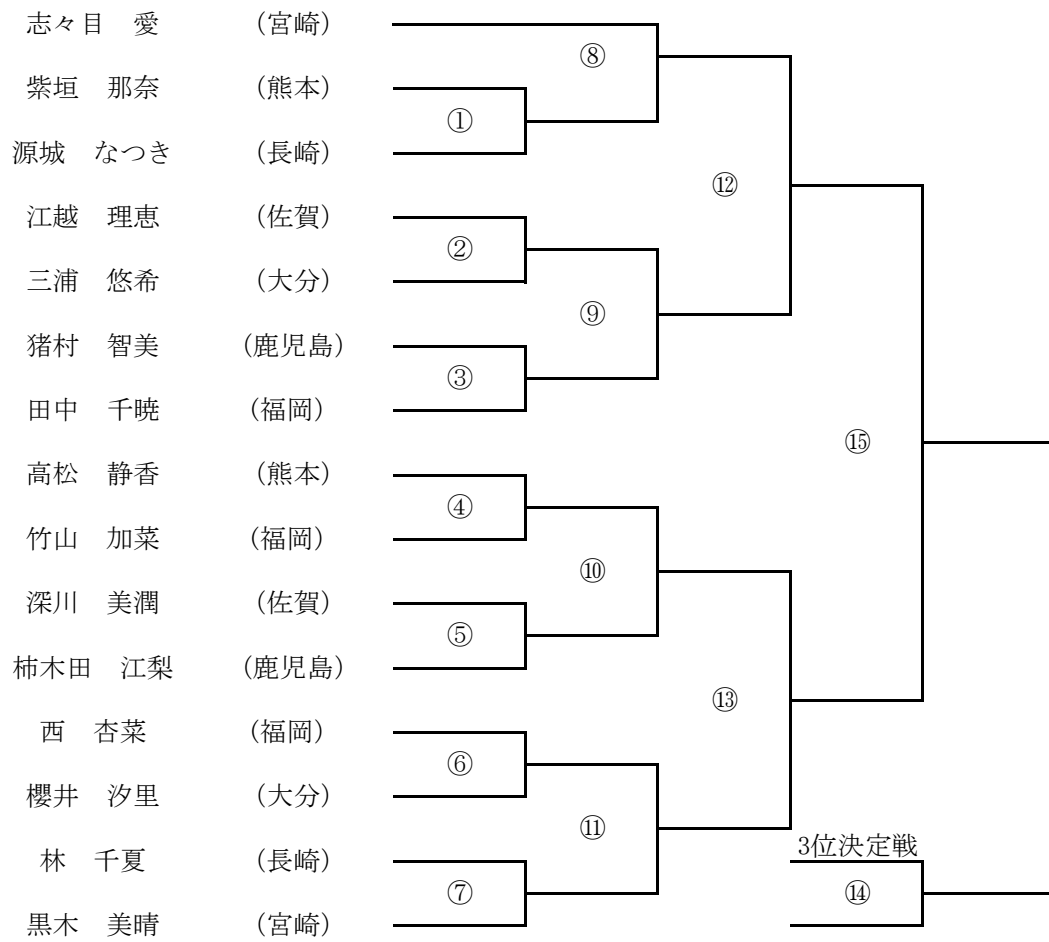 志々目　愛　（宮崎）
⑧
紫垣　那奈　（熊本）
①
源城　なつき　（長崎）
⑫
江越　理恵　（佐賀）
②
三浦　悠希　（大分）
⑨
猪村　智美　（鹿児島）
③
田中　千暁　（福岡）
⑮
高松　静香　（熊本）
④
竹山　加菜　（福岡）
⑩
深川　美潤　（佐賀）
⑤
柿木田　江梨　（鹿児島）
⑬
西　杏菜　（福岡）
⑥
櫻井　汐里　（大分）
⑪
3位決定戦
林　千夏　（長崎）
⑦
⑭
黒木　美晴　（宮崎）